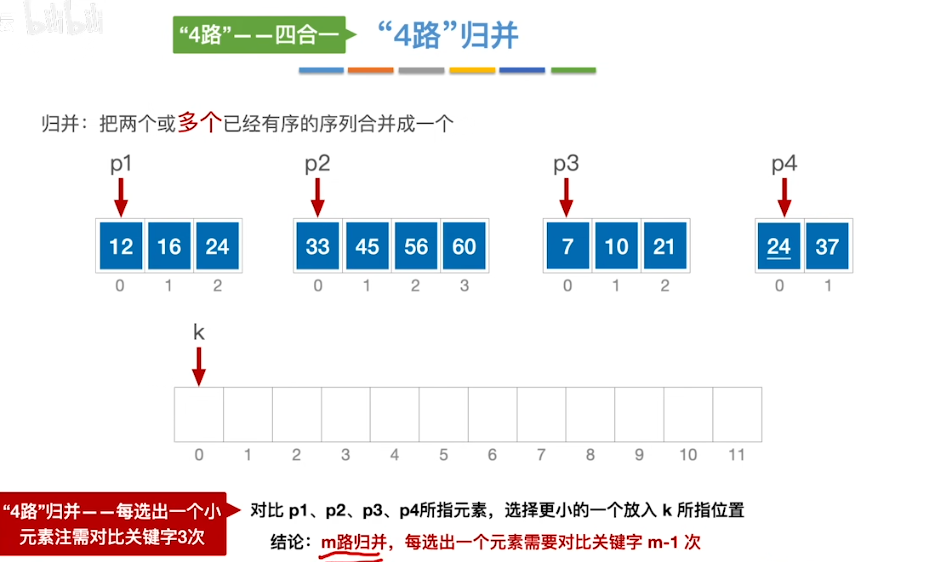 bilibili
“4路”——四合一
“4路”归并
归并：把两个或多个已经有序的序列合并成一个
p1 p2 p3 p4
12 16 24 33 45 56 60 7 10 21 24 37
0 1 2 0 1 2 3 0 1 2 0 1
k
0 1 2 3 4 5 6 7 8 9 10 11
“4路”归并——每选出一个小
元素注需对比关键字3次
对比 p1、p2、p3、p4所指元素，选择更小的一个放入 k 所指位置
结论：m路归并，每选出一个元素需要对比关键字 m-1 次